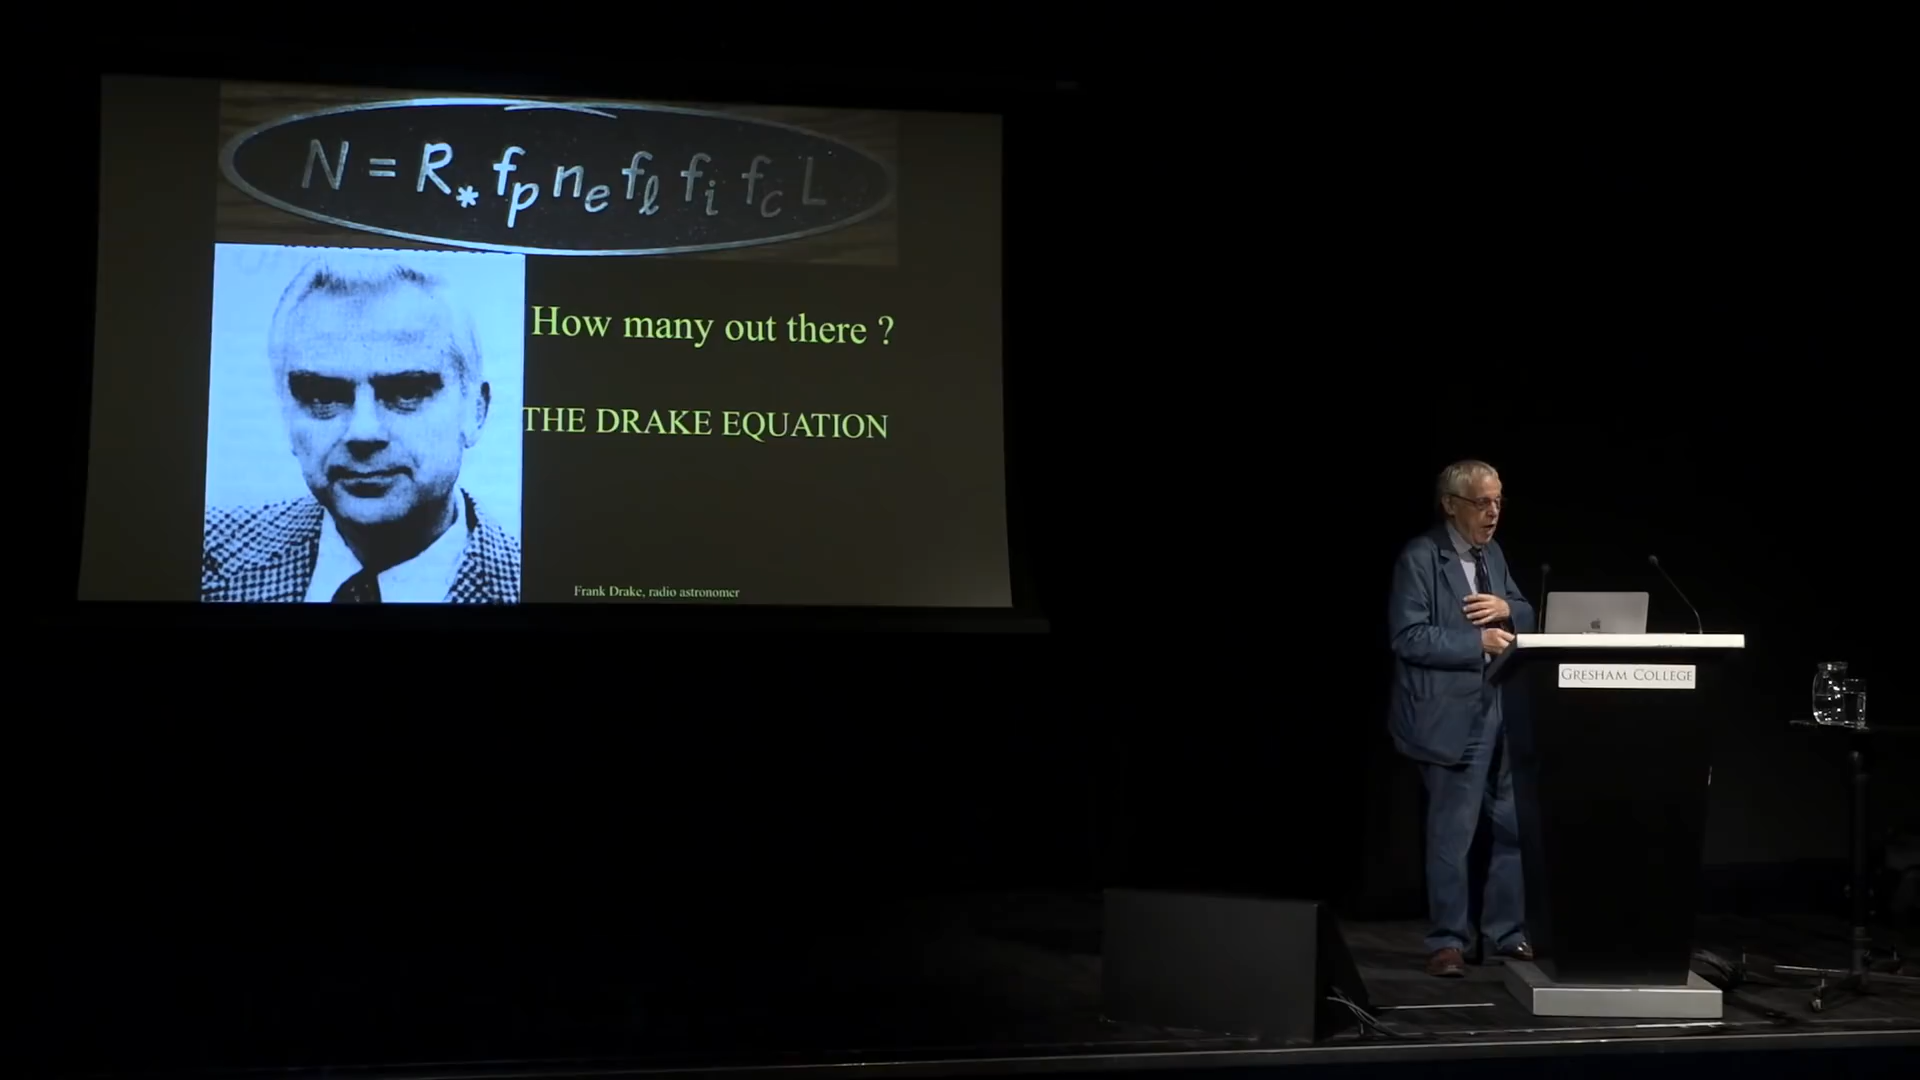 N = R* fp ne fl fi fc L
How many out there ?
THE DRAKE EQUATION
Frank Drake, radio astronomer
GRESHAM COLLEGE